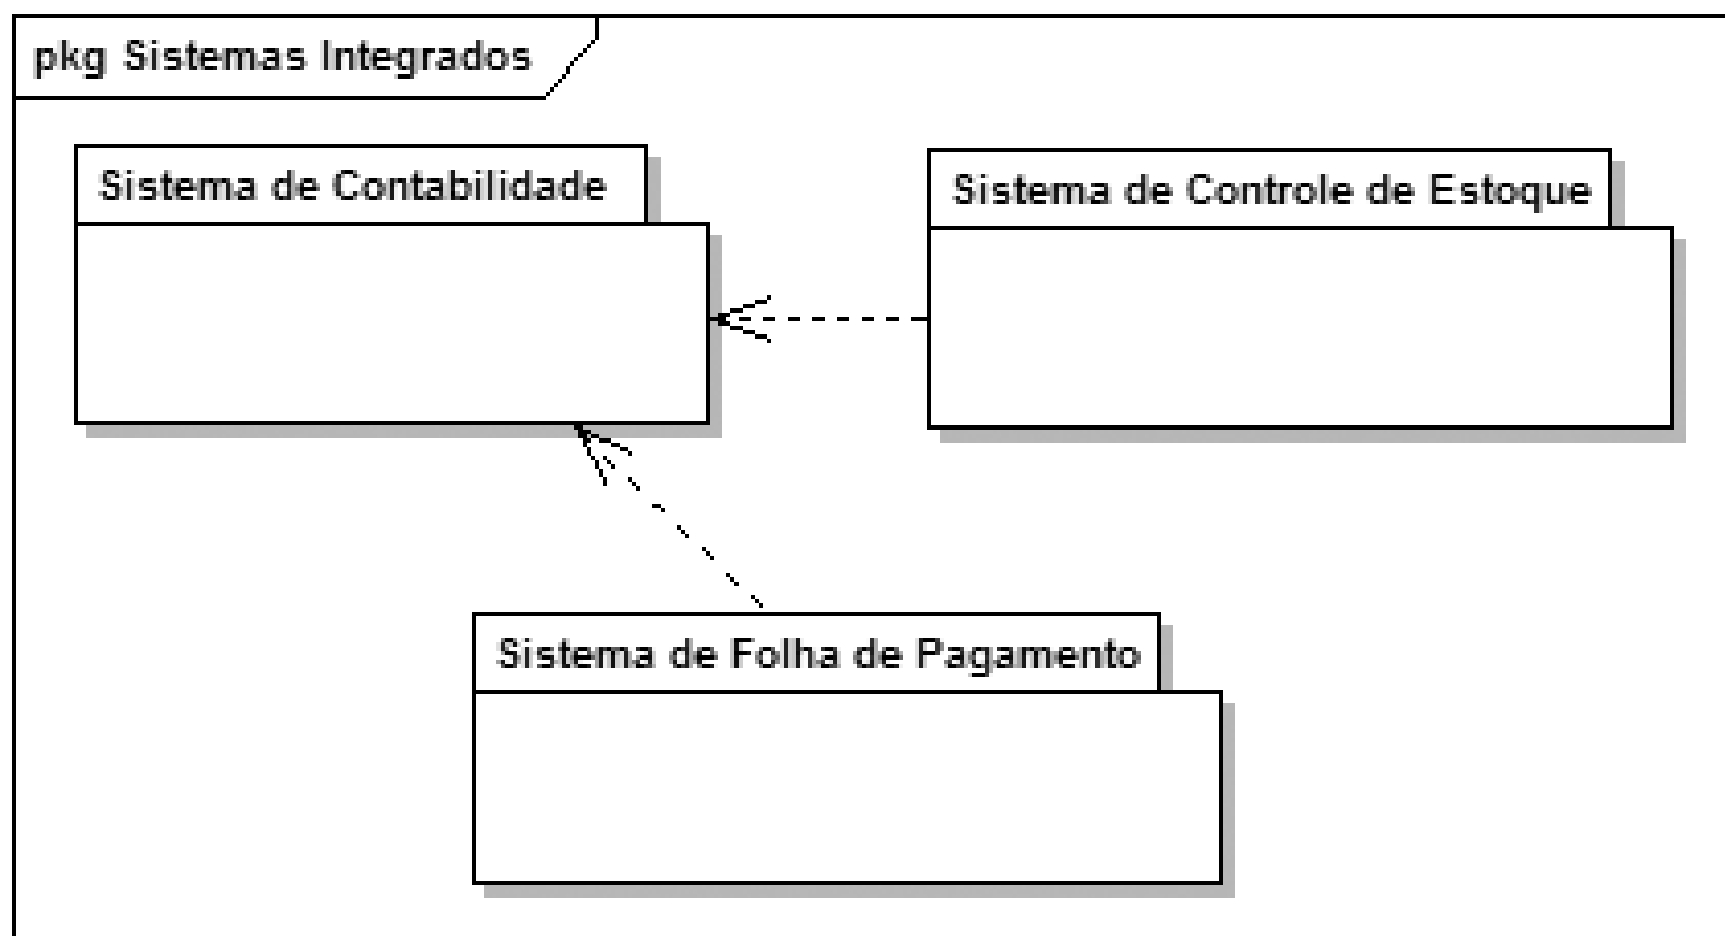 pkg Sistemas Integrados
Sistema de Contabilidade
Sistema de Controle de Estoque
Sistema de Folha de Pagamento